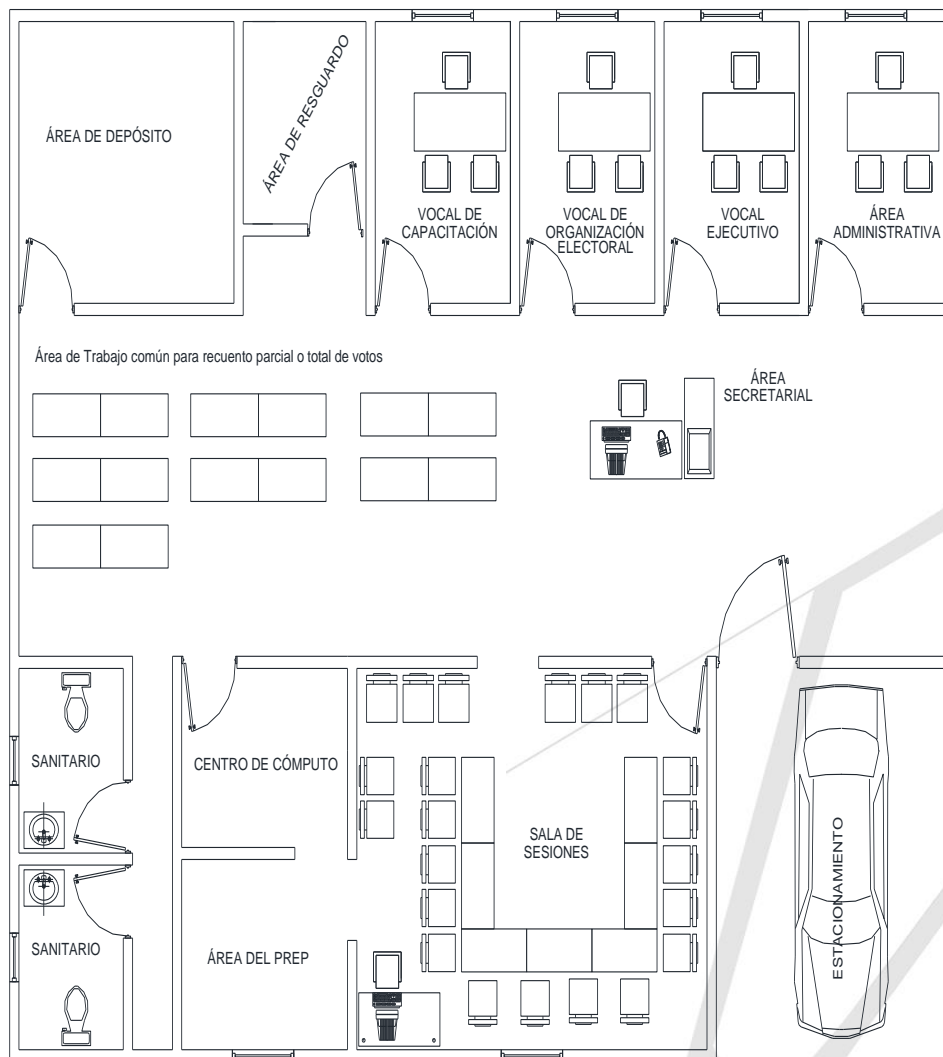 ÁREA DE DEPÓSITO
ÁREA DE RESGUARDO
VOCAL DE
CAPACITACIÓN
VOCAL DE
ORGANIZACIÓN
ELECTORAL
VOCAL
EJECUTIVO
ÁREA
ADMINISTRATIVA
Área de Trabajo común para recuento parcial o total de votos
ÁREA
SECRETARIAL
SANITARIO
CENTRO DE CÓMPUTO
SALA DE
SESIONES
ESTACIONAMIENTO
SANITARIO
ÁREA DEL PREP